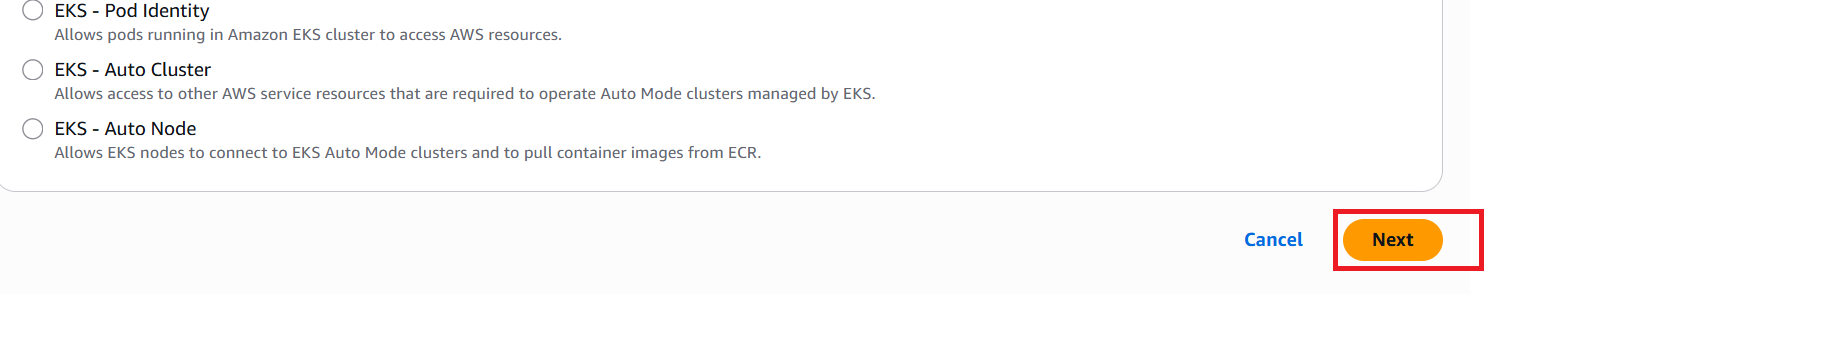 EKS - Pod Identity
Allows pods running in Amazon EKS cluster to access AWS resources.
EKS - Auto Cluster
Allows access to other AWS service resources that are required to operate Auto Mode clusters managed by EKS.
EKS - Auto Node
Allows EKS nodes to connect to EKS Auto Mode clusters and to pull container images from ECR.
Cancel Next